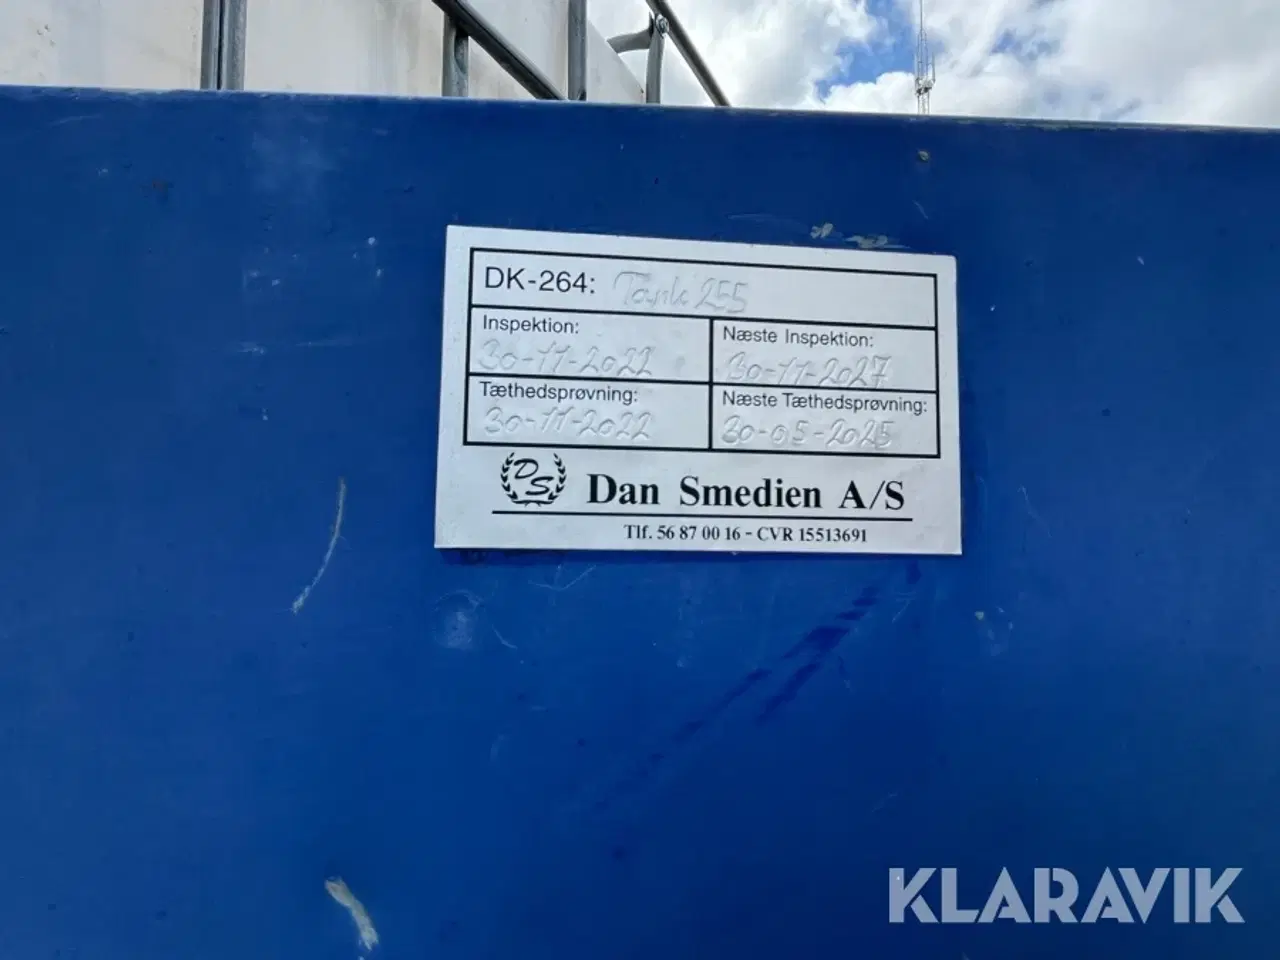 DK-264: Tank 255
Inspektion:
30-11-2022
Næste Inspektion:
30-11-2027
Tæthedsprøvning:
30-11-2022
Næste Tæthedsprøvning:
30-05-2025
DS
Dan Smedien A/S
Tlf. 56 87 00 16 - CVR 15513691
KLARAVIK